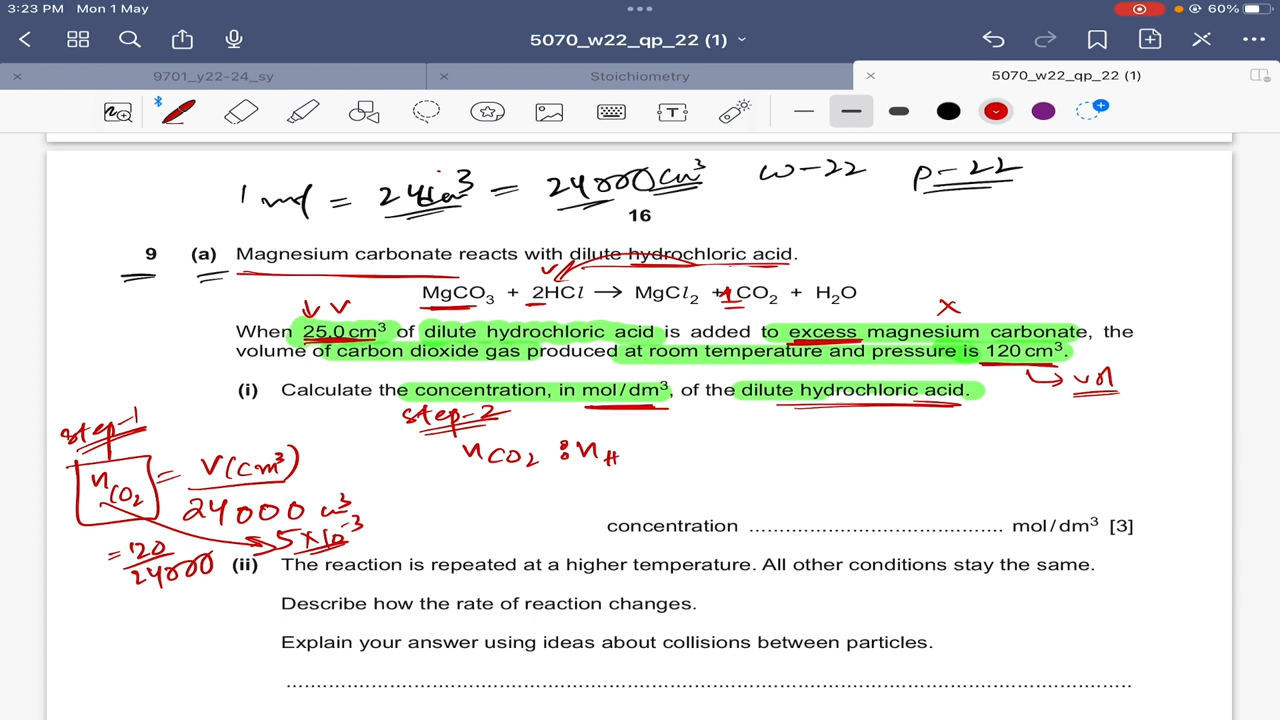 3:23 PM Mon 1 May
60%
5070_w22_qp_22 (1)
9701_y22-24_sy
Stoichiometry
5070_w22_qp_22 (1)
1 mol = 24 = 24000 cm³ w-22 p-22
16
9 (a) Magnesium carbonate reacts with dilute hydrochloric acid.
MgCO₃ + 2HCl → MgCl₂ + 1 CO₂ + H₂O
When 25.0 cm³ of dilute hydrochloric acid is added to excess magnesium carbonate, the
volume of carbon dioxide gas produced at room temperature and pressure is 120 cm³.
vol
(i) Calculate the concentration, in mol/dm³, of the dilute hydrochloric acid.
step-1
step-2
nCO₂ : nH
nCO₂ = V(cm³)
24000 cm³
5×10⁻³
= 120
24000
concentration ........................................ mol/dm³ [3]
(ii) The reaction is repeated at a higher temperature. All other conditions stay the same.
Describe how the rate of reaction changes.
Explain your answer using ideas about collisions between particles.